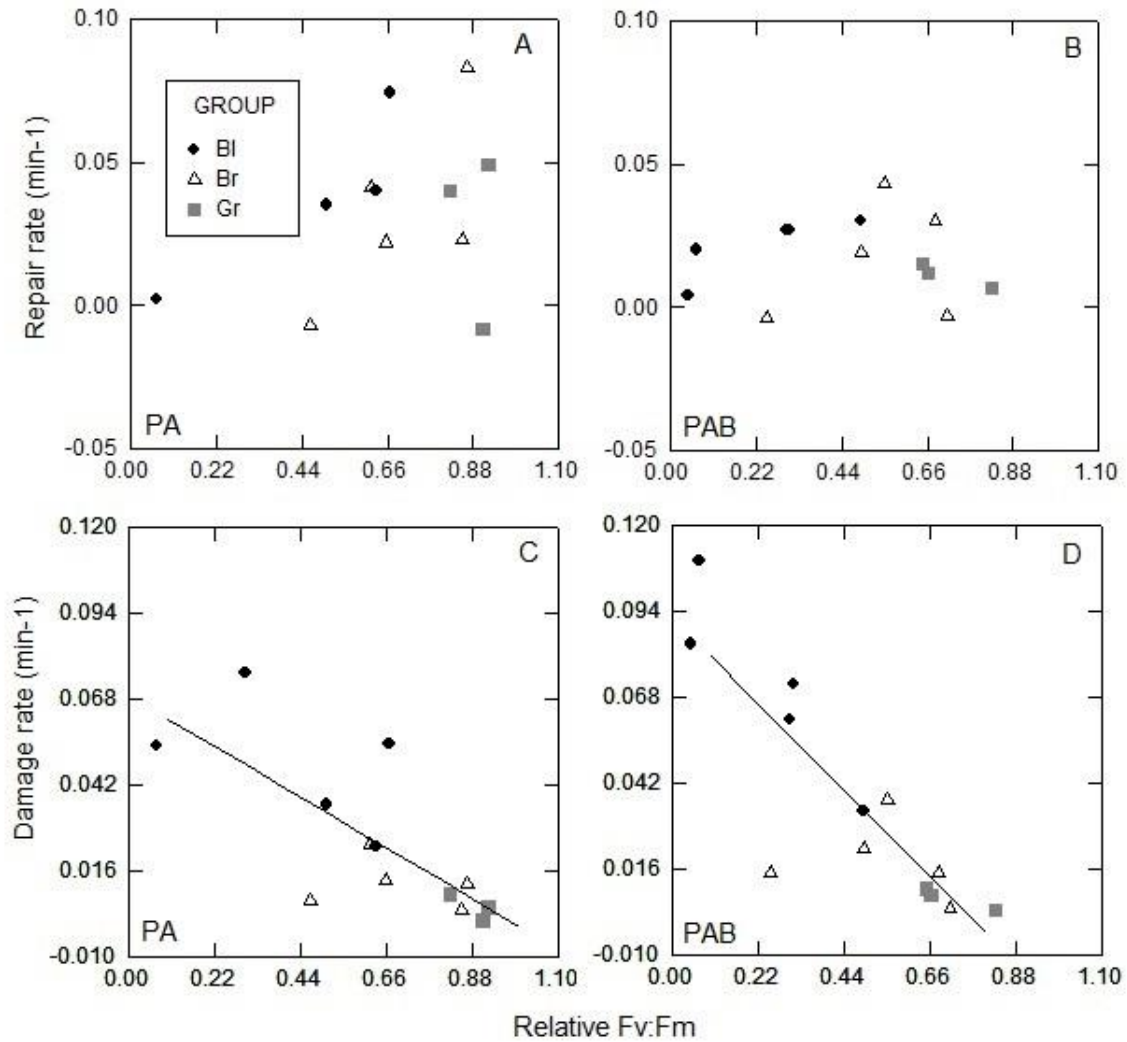 A
B
GROUP
Bl
Br
Gr
Repair rate (min-1)
0.10
0.05
0.00
-0.05
PA
0.00 0.22 0.44 0.66 0.88 1.10
0.10
0.05
0.00
-0.05
PAB
0.00 0.22 0.44 0.66 0.88 1.10
C
D
Damage rate (min-1)
0.120
0.094
0.068
0.042
0.016
-0.010
PA
0.00 0.22 0.44 0.66 0.88 1.10
0.120
0.094
0.068
0.042
0.016
-0.010
PAB
0.00 0.22 0.44 0.66 0.88 1.10
Relative Fv:Fm